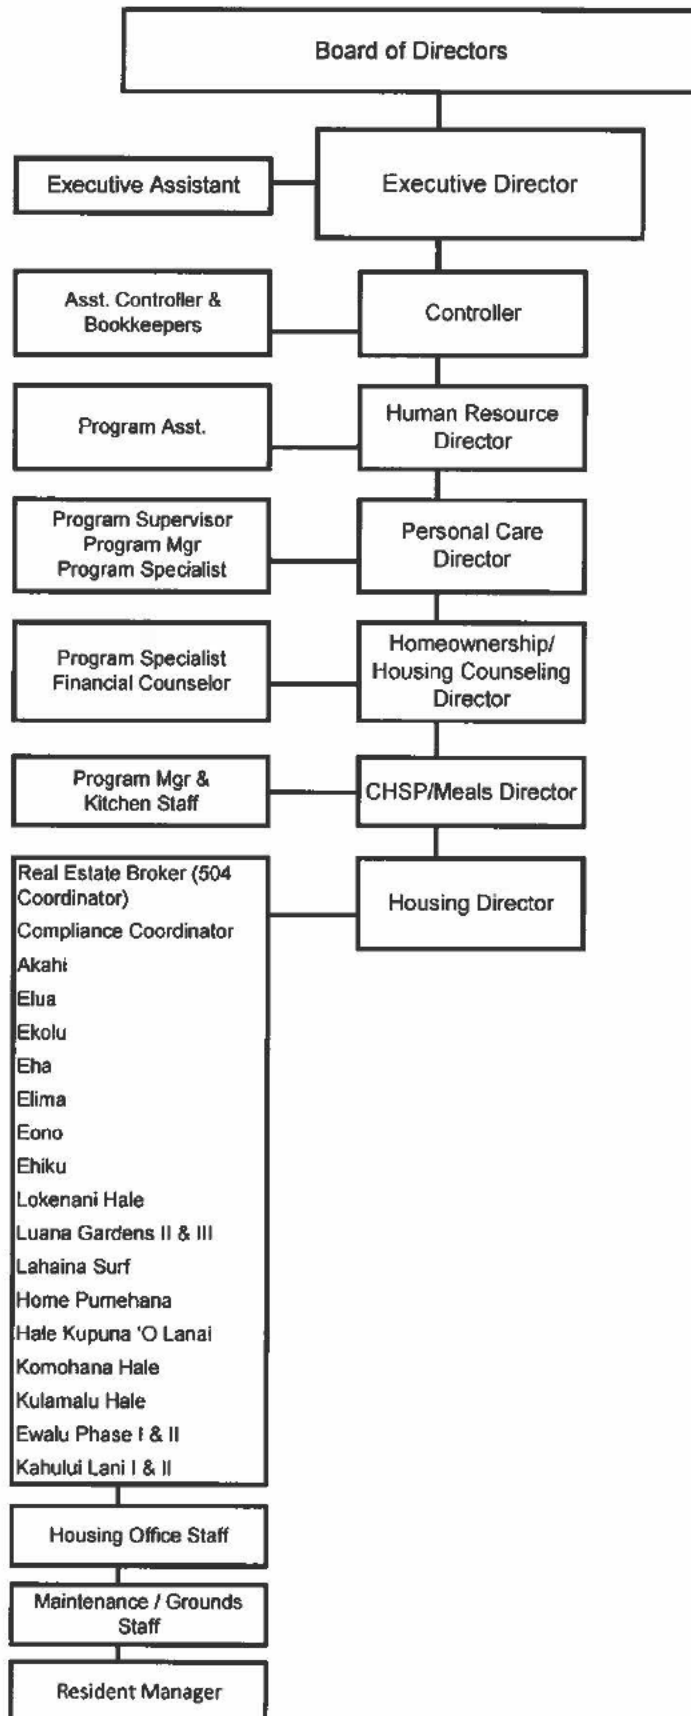 Board of Directors
Executive Assistant
Executive Director
Asst. Controller &
Bookkeepers
Controller
Program Asst.
Human Resource
Director
Program Supervisor
Program Mgr
Program Specialist
Personal Care
Director
Program Specialist
Financial Counselor
Homeownership/
Housing Counseling
Director
Program Mgr &
Kitchen Staff
CHSP/Meals Director
Real Estate Broker (504
Coordinator)
Compliance Coordinator
Akahi
Elua
Ekolu
Eha
Elima
Eono
Ehiku
Lokenani Hale
Luana Gardens II & III
Lahaina Surf
Home Pumehana
Hale Kupuna 'O Lanai
Komohana Hale
Kulamalu Hale
Ewalu Phase I & II
Kahului Lani I & II
Housing Director
Housing Office Staff
Maintenance / Grounds
Staff
Resident Manager